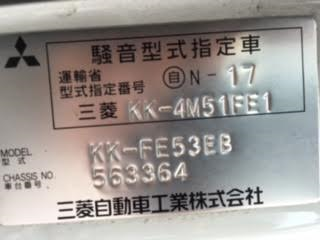 騒音型式指定車
運輸省
型式指定番号 自N-17
三菱 KK-4M51FE1
MODEL
型式 KK-FE53EB
CHASSIS NO.
車台番号 563364
三菱自動車工業株式会社